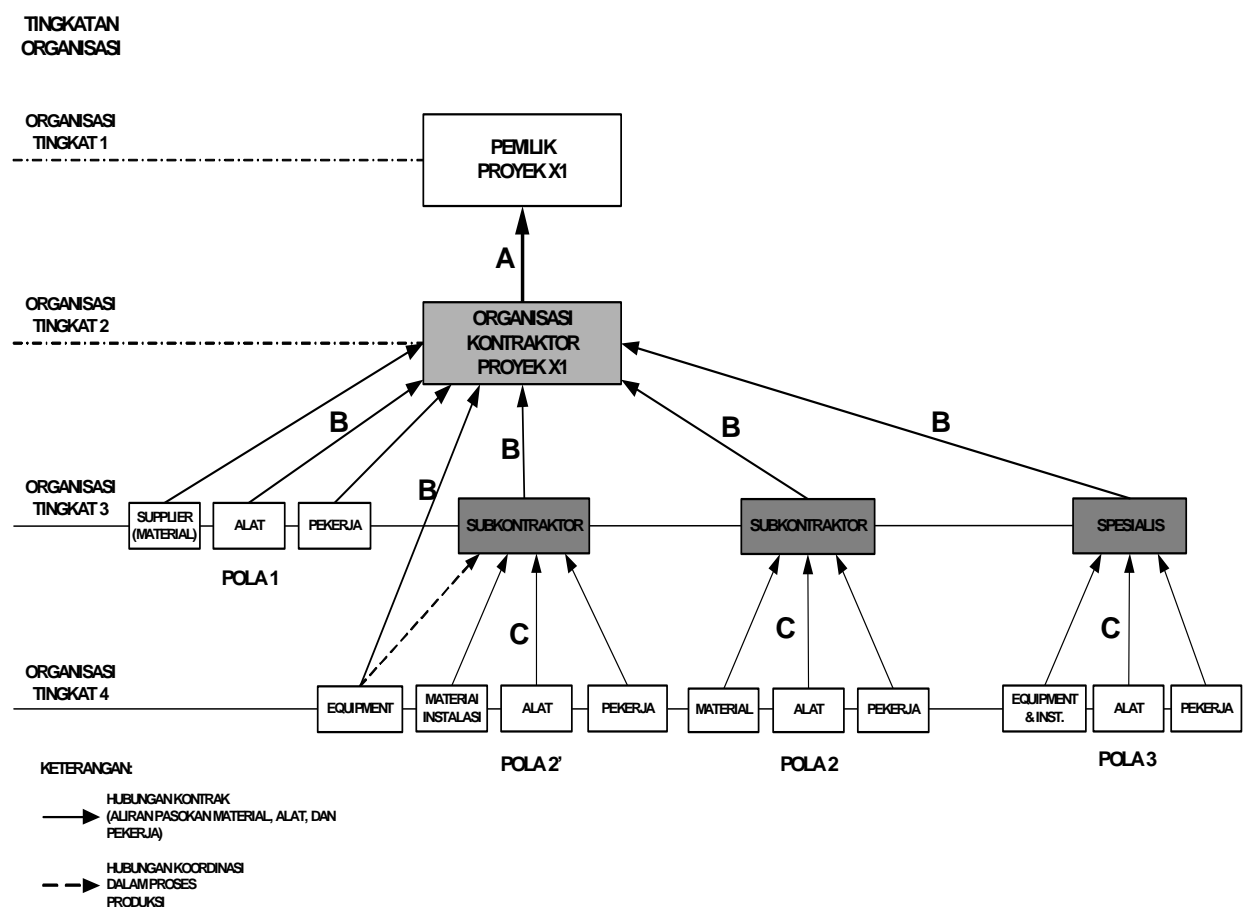 TINGKATAN
ORGANISASI
ORGANISASI
TINGKAT 1
PEMILIK
PROYEK X1
A
ORGANISASI
TINGKAT 2
ORGANISASI
KONTRAKTOR
PROYEK X1
B
B
B
B
B
ORGANISASI
TINGKAT 3
SUPPLIER
(MATERIAL)
ALAT
PEKERJA
SUBKONTRAKTOR
SUBKONTRAKTOR
SPESIALIS
POLA 1
C
C
C
ORGANISASI
TINGKAT 4
EQUIPMENT
MATERIAI
INSTALASI
ALAT
PEKERJA
MATERIAL
ALAT
PEKERJA
EQUIPMENT
& INST.
ALAT
PEKERJA
POLA 2'
POLA 2
POLA 3
KETERANGAN:
HUBUNGAN KONTRAK
(ALIRAN PASOKAN MATERIAL, ALAT, DAN
PEKERJA)
HUBUNGAN KOORDINASI
DALAM PROSES
PRODUKSI